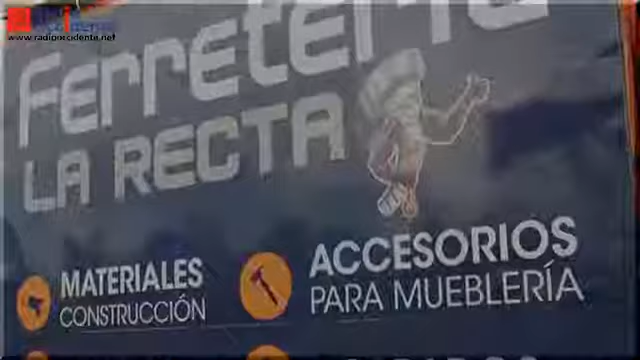 www.radioccidente.net
Ferretería
LA RECTA
MATERIALES
CONSTRUCCIÓN
ACCESORIOS
PARA MUEBLERÍA